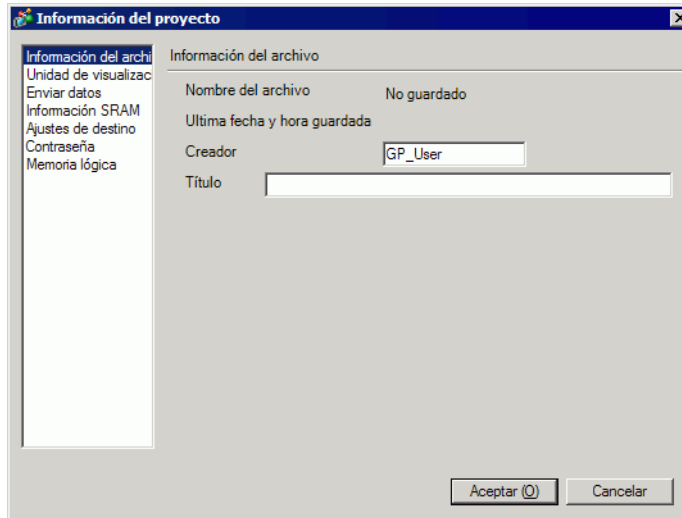 Información del proyecto
Información del archi
Unidad de visualizac
Enviar datos
Información SRAM
Ajustes de destino
Contraseña
Memoria lógica
Información del archivo
Nombre del archivo No guardado
Ultima fecha y hora guardada
Creador GP_User
Título
Aceptar (O) Cancelar